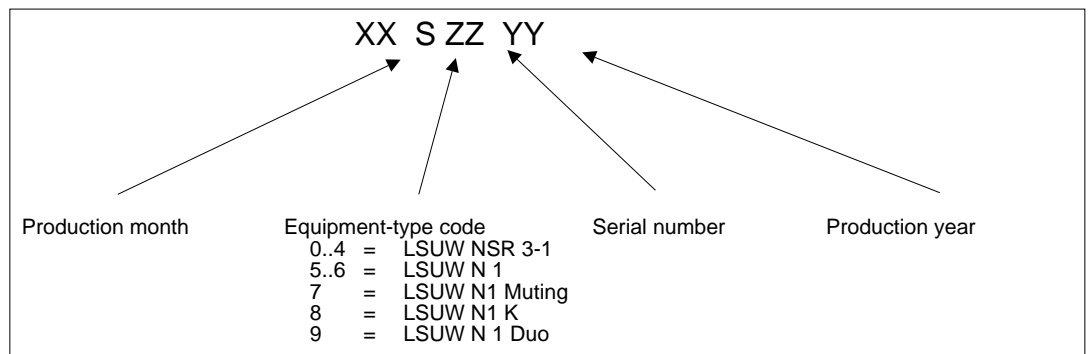 XX S ZZ YY
Production month Equipment-type code Serial number Production year
0..4 = LSUW NSR 3-1
5..6 = LSUW N 1
7 = LSUW N1 Muting
8 = LSUW N1 K
9 = LSUW N 1 Duo